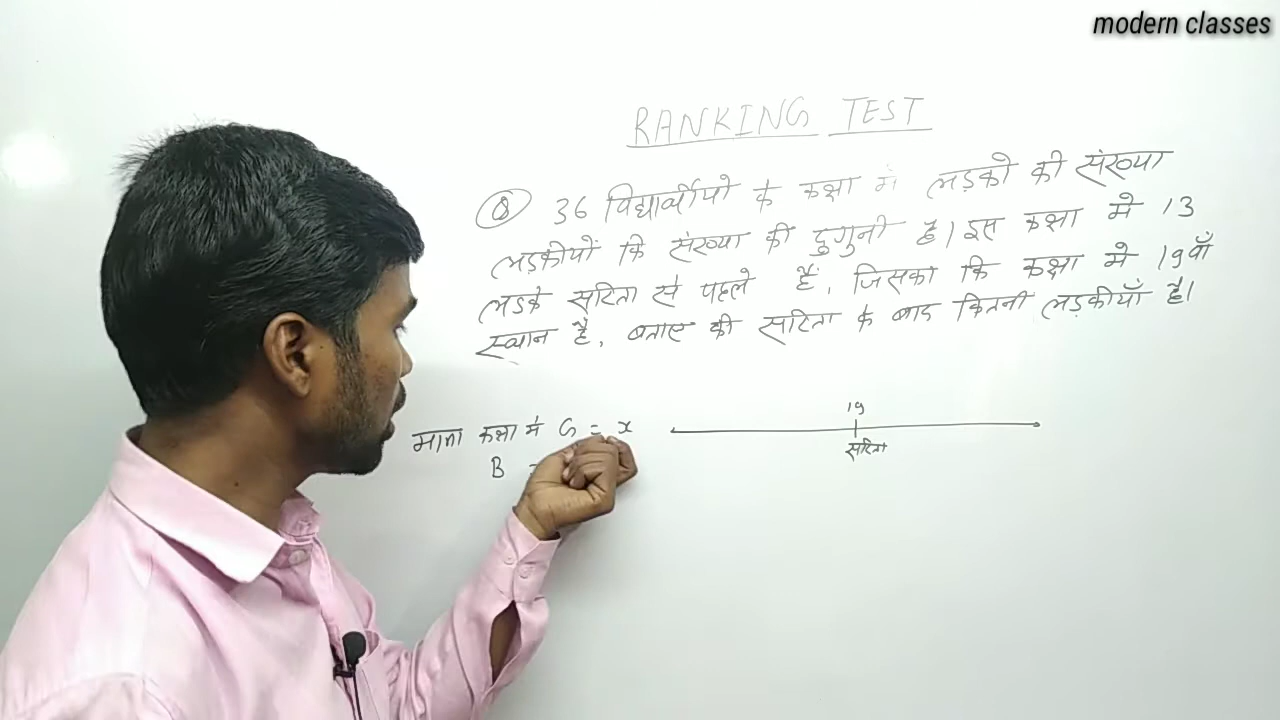 modern classes
RANKING TEST
Q 36 विद्यार्थीयो के कक्षा में लड़को की संख्या
लड़कीयों कि संख्या की दुगुनी है। इस कक्षा मे 13
लड़के सरिता से पहले हैं, जिसका कि कक्षा मे 19वाँ
स्थान है, बताए की सरिता के बाद कितनी लड़कीयाँ है।
माना कक्षा मे G = x
B =
19
सरिता